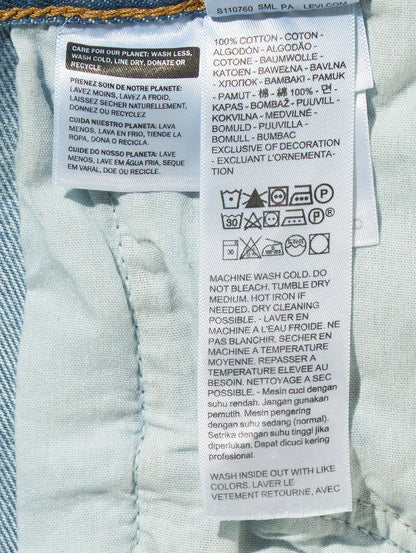 S110760 SML PA LEVI.COM
CARE FOR OUR PLANET: WASH LESS,
WASH COLD, LINE DRY, DONATE OR
RECYCLE
PRENEZ SOIN DE NOTRE PLANETE:
LAVEZ MOINS, LAVEZ A FROID,
LAISSEZ SECHER NATURELLEMENT,
DONNEZ OU RECYCLEZ
CUIDA NUESTRO PLANETA: LAVA
MENOS, LAVA EN FRIO, TIENDE LA
ROPA, DONA O RECICLA.
CUIDE DO NOSSO PLANETA: LAVE
MENOS, LAVE EM ÁGUA FRIA, SEQUE
EM VARAL, DOE OU RECICLE.
100% COTTON - COTON -
ALGODÓN - ALGODÃO -
COTONE - BAUMWOLLE -
KATOEN - BAWEŁNA - BAVLNA
- ХЛОПОК - BAMBAKI - PAMUK
- PAMUT - 棉 - 綿 100% - 면 -
KAPAS - BOMBAŽ - PUUVILL -
KOKVILNA - MEDVILNĖ -
BOMULD - PUUVILLA -
BOMULL - BUMBAC
EXCLUSIVE OF DECORATION
- EXCLUANT L'ORNEMENTA-
TION
P
30 P
30
MACHINE WASH COLD. DO
NOT BLEACH. TUMBLE DRY
MEDIUM. HOT IRON IF
NEEDED. DRY CLEANING
POSSIBLE. - LAVER EN
MACHINE A L'EAU FROIDE. NE
PAS BLANCHIR. SECHER EN
MACHINE A TEMPERATURE
MOYENNE. REPASSER A
TEMPERATURE ELEVEE AU
BESOIN. NETTOYAGE A SEC
POSSIBLE. - Mesin cuci dengan
suhu rendah. Jangan gunakan
pemutih. Mesin pengering
dengan suhu sedang (normal).
Setrika dengan suhu tinggi jika
diperlukan. Dapat dicuci kering
profesional.
WASH INSIDE OUT WITH LIKE
COLORS. LAVER LE
VETEMENT RETOURNE, AVEC